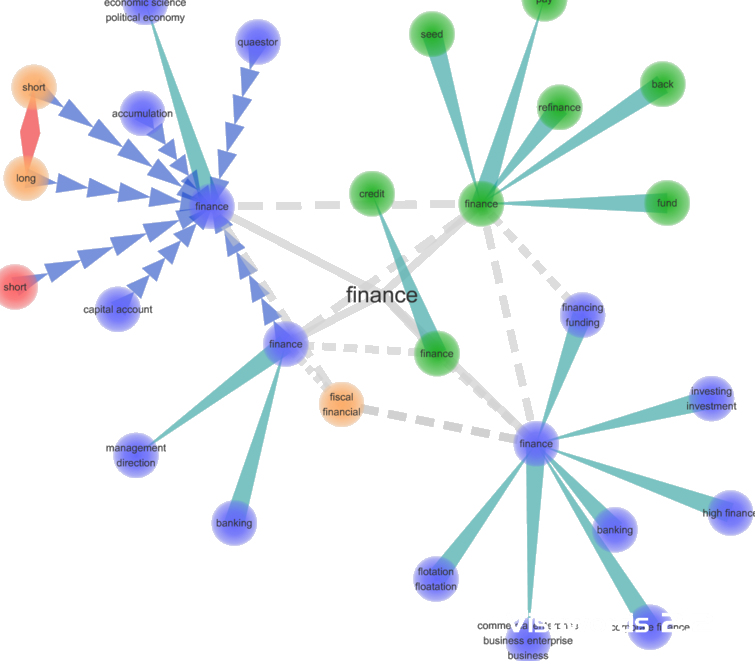 economic science
political economy
quaestor
seed
pay
short
accumulation
refinance
back
long
credit
finance
finance
fund
short
capital account
finance
financing
funding
finance
finance
fiscal
financial
investing
investment
management
direction
finance
banking
high finance
banking
flotation
floatation
business enterprise
business